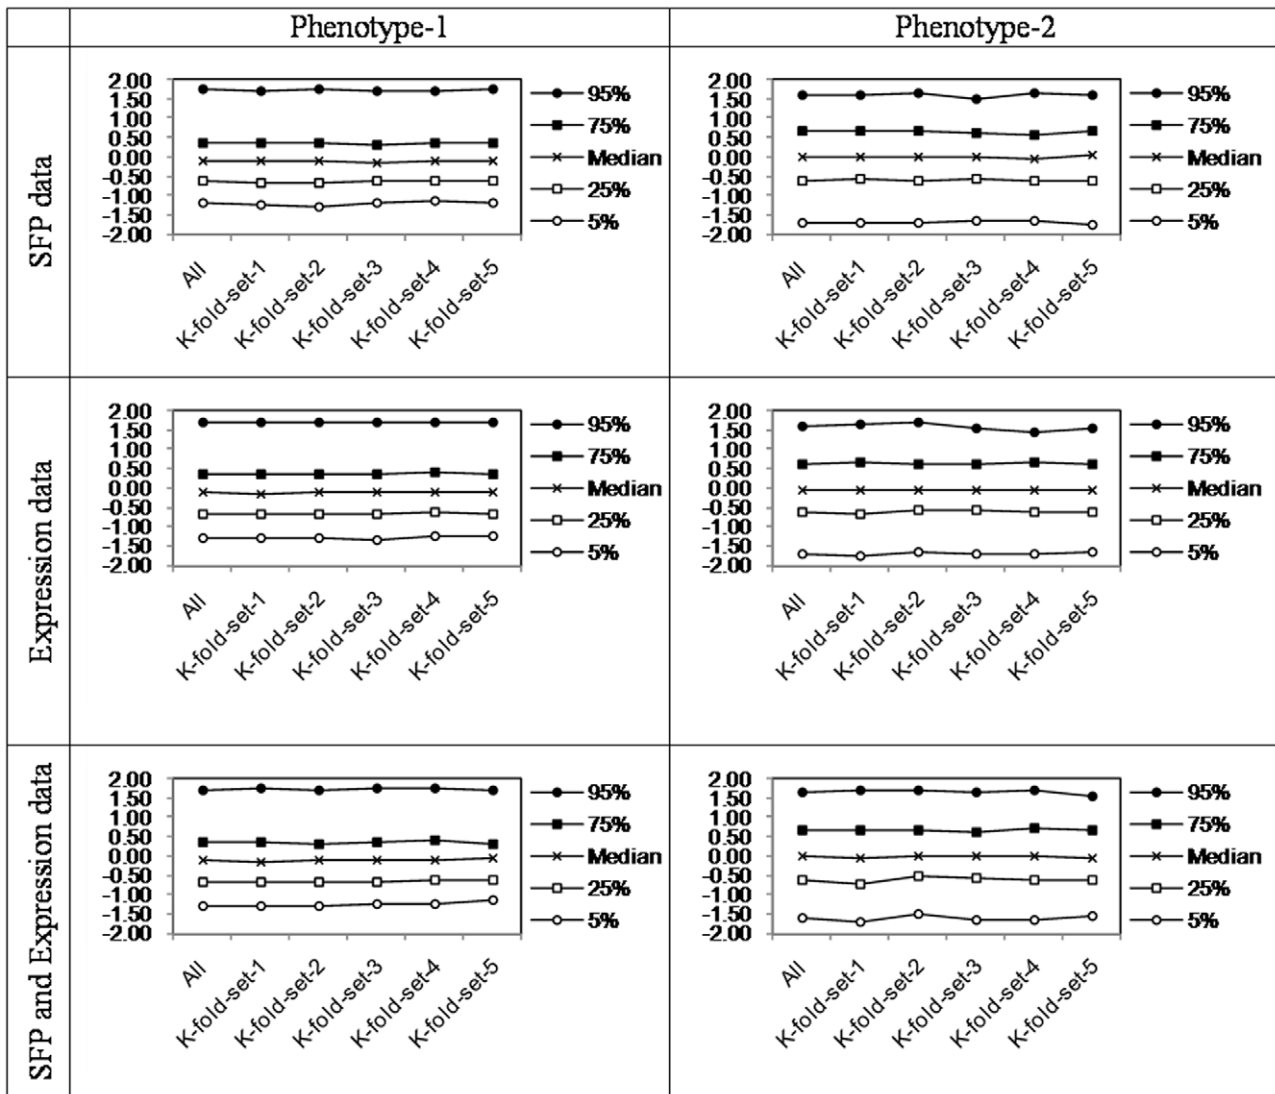 Phenotype-1
Phenotype-2
SFP data
2.00
1.50
1.00
0.50
0.00
-0.50
-1.00
-1.50
-2.00
95%
75%
Median
25%
5%
All
K-fold-set-1
K-fold-set-2
K-fold-set-3
K-fold-set-4
K-fold-set-5
2.00
1.50
1.00
0.50
0.00
-0.50
-1.00
-1.50
-2.00
95%
75%
Median
25%
5%
All
K-fold-set-1
K-fold-set-2
K-fold-set-3
K-fold-set-4
K-fold-set-5
Expression data
2.00
1.50
1.00
0.50
0.00
-0.50
-1.00
-1.50
-2.00
95%
75%
Median
25%
5%
All
K-fold-set-1
K-fold-set-2
K-fold-set-3
K-fold-set-4
K-fold-set-5
2.00
1.50
1.00
0.50
0.00
-0.50
-1.00
-1.50
-2.00
95%
75%
Median
25%
5%
All
K-fold-set-1
K-fold-set-2
K-fold-set-3
K-fold-set-4
K-fold-set-5
SFP and Expression data
2.00
1.50
1.00
0.50
0.00
-0.50
-1.00
-1.50
-2.00
95%
75%
Median
25%
5%
All
K-fold-set-1
K-fold-set-2
K-fold-set-3
K-fold-set-4
K-fold-set-5
2.00
1.50
1.00
0.50
0.00
-0.50
-1.00
-1.50
-2.00
95%
75%
Median
25%
5%
All
K-fold-set-1
K-fold-set-2
K-fold-set-3
K-fold-set-4
K-fold-set-5